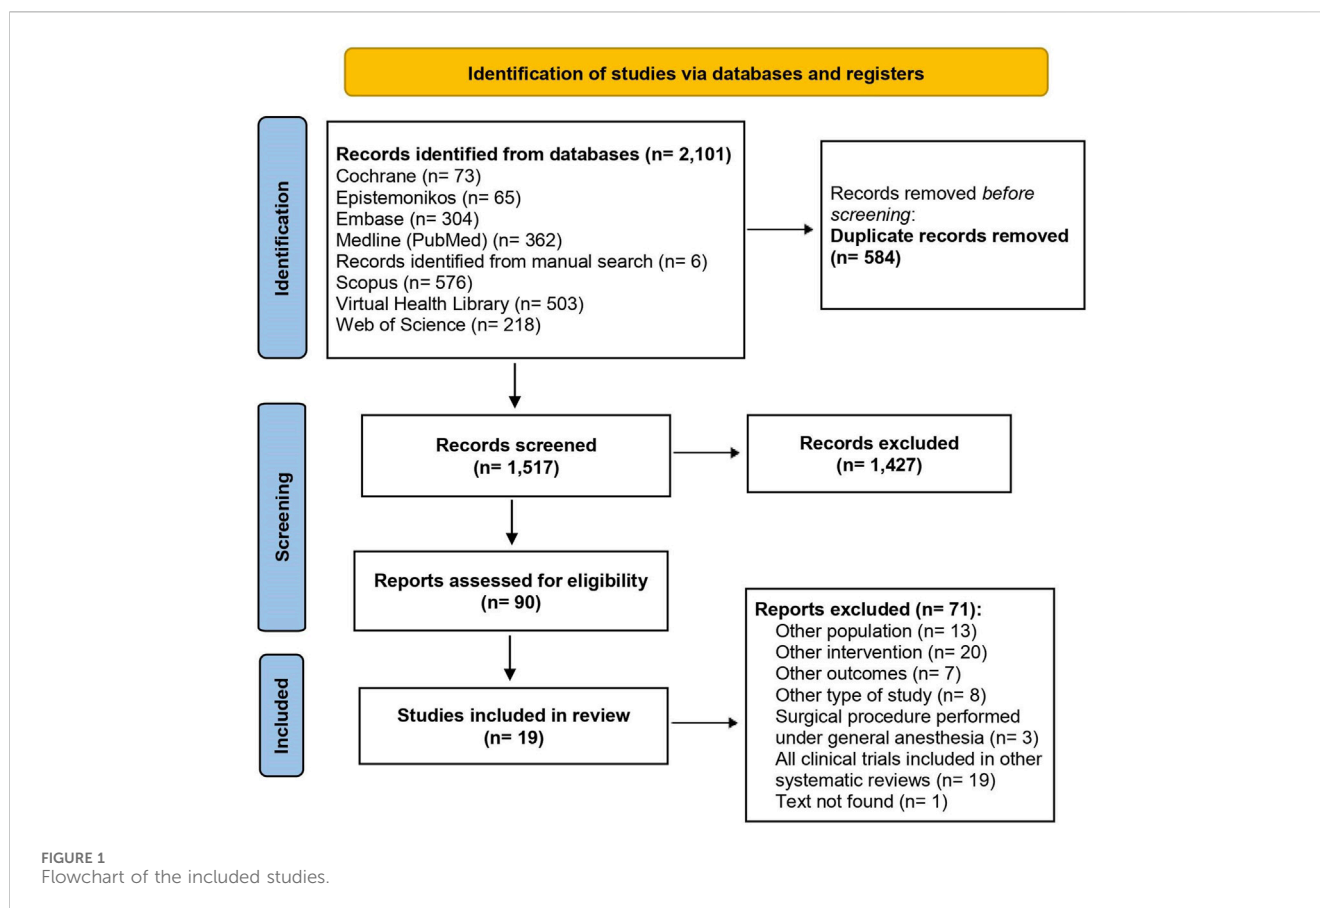 Identification of studies via databases and registers
Identification
Records identified from databases (n= 2,101)
Cochrane (n= 73)
Epistemonikos (n= 65)
Embase (n= 304)
Medline (PubMed) (n= 362)
Records identified from manual search (n= 6)
Scopus (n= 576)
Virtual Health Library (n= 503)
Web of Science (n= 218)
Records removed before
screening:
Duplicate records removed
(n= 584)
Screening
Records screened
(n= 1,517)
Records excluded
(n= 1,427)
Reports assessed for eligibility
(n= 90)
Included
Studies included in review
(n= 19)
Reports excluded (n= 71):
Other population (n= 13)
Other intervention (n= 20)
Other outcomes (n= 7)
Other type of study (n= 8)
Surgical procedure performed
under general anesthesia (n= 3)
All clinical trials included in other
systematic reviews (n= 19)
Text not found (n= 1)
FIGURE 1
Flowchart of the included studies.